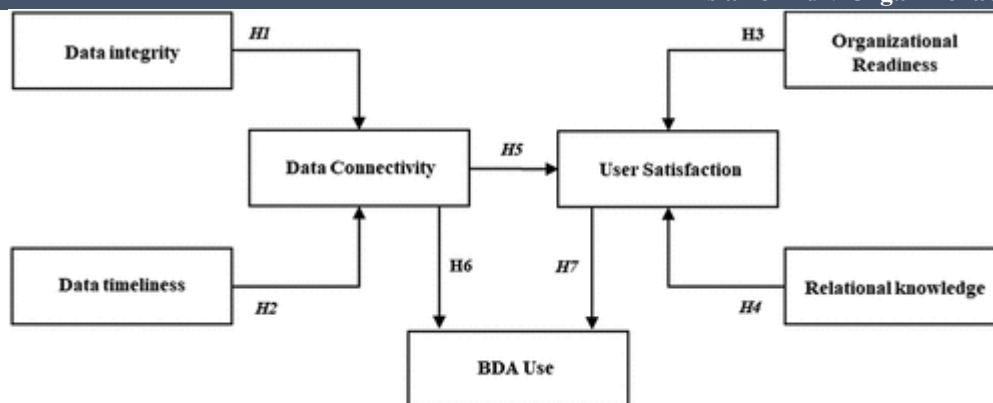 H1
H3
Data integrity
Organizational
Readiness
Data Connectivity
H5
User Satisfaction
Data timeliness
H6
H7
Relational knowledge
H2
H4
BDA Use